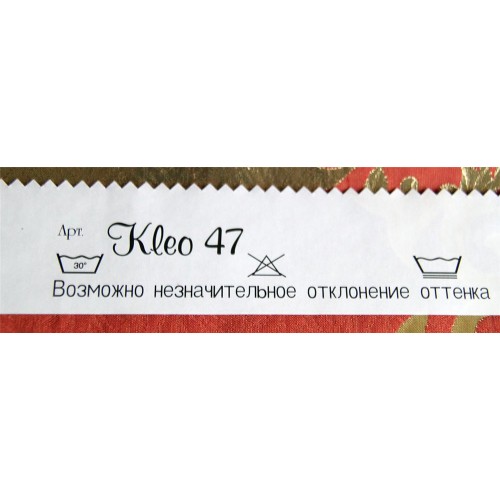 Арт. Kleo 47
30°
Возможно незначительное отклонение оттенка